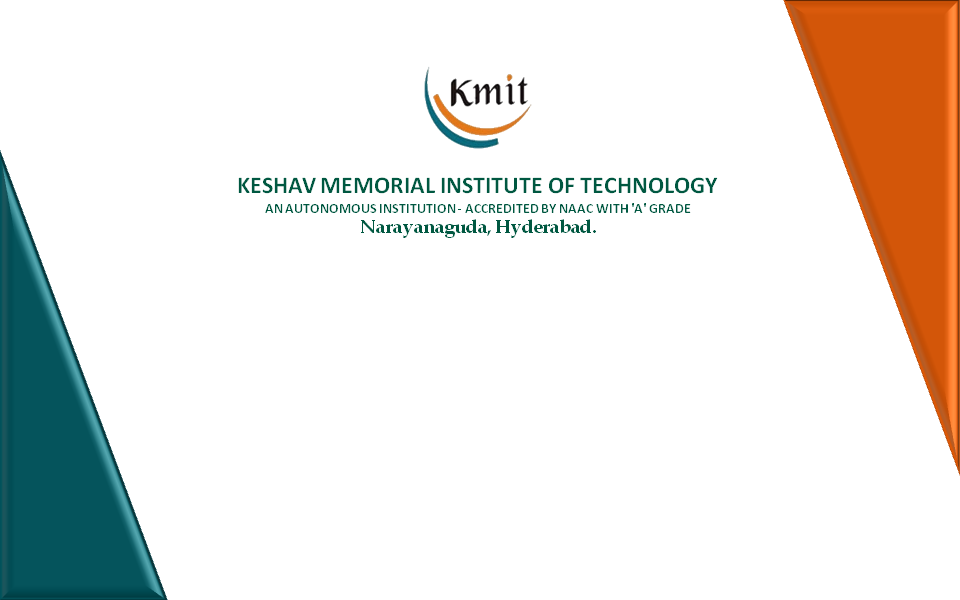 Kmit
KESHAV MEMORIAL INSTITUTE OF TECHNOLOGY
AN AUTONOMOUS INSTITUTION - ACCREDITED BY NAAC WITH 'A' GRADE
Narayanaguda, Hyderabad.